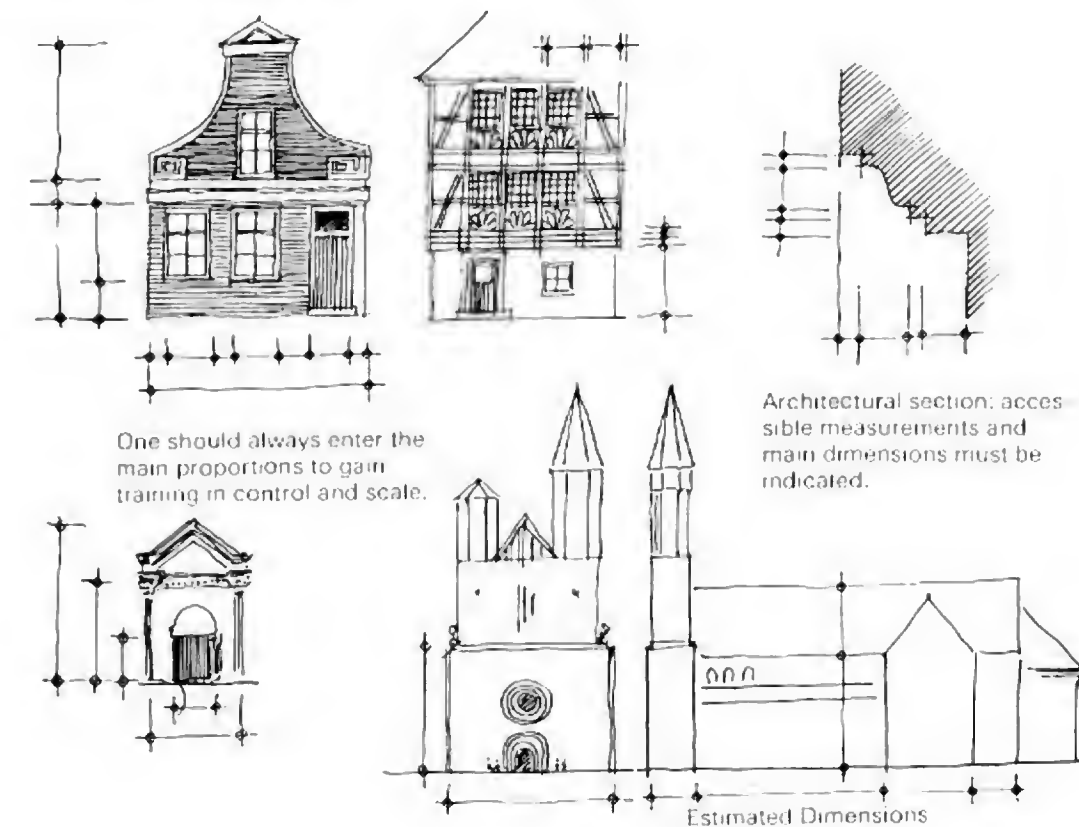 One should always enter the
main proportions to gain
training in control and scale.
Architectural section: acces-
sible measurements and
main dimensions must be
indicated.
Estimated Dimensions